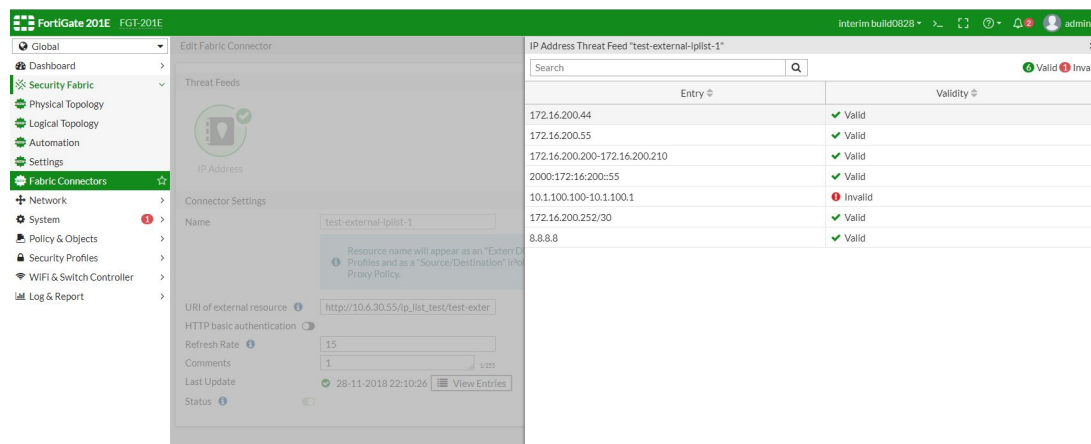 FortiGate 201E FGT-201E
interim build0828
>_
2
admin
Global
Dashboard
Security Fabric
Physical Topology
Logical Topology
Automation
Settings
Fabric Connectors
Network
System 1
Policy & Objects
Security Profiles
WiFi & Switch Controller
Log & Report
Edit Fabric Connector
Threat Feeds
IP Address
Connector Settings
Name test-external-iplist-1
Resource name will appear as an "Extern
Profiles and as a "Source/Destination" in
Proxy Policy.
URI of external resource http://10.6.30.55/ip_list_test/test-exter
HTTP basic authentication
Refresh Rate 15
Comments 1 1/255
Last Update 28-11-2018 22:10:26 View Entries
Status
IP Address Threat Feed "test-external-iplist-1"
Search 6 Valid 1 Inva
Entry Validity
172.16.200.44 Valid
172.16.200.55 Valid
172.16.200.200-172.16.200.210 Valid
2000:172:16:200::55 Valid
10.1.100.100-10.1.100.1 Invalid
172.16.200.252/30 Valid
8.8.8.8 Valid